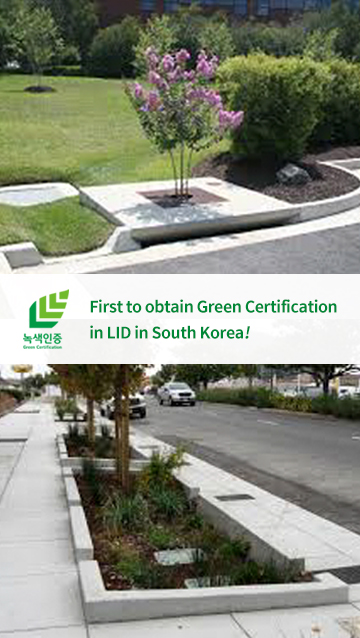 First to obtain Green Certification
in LID in South Korea!
녹색인증
Green Certification